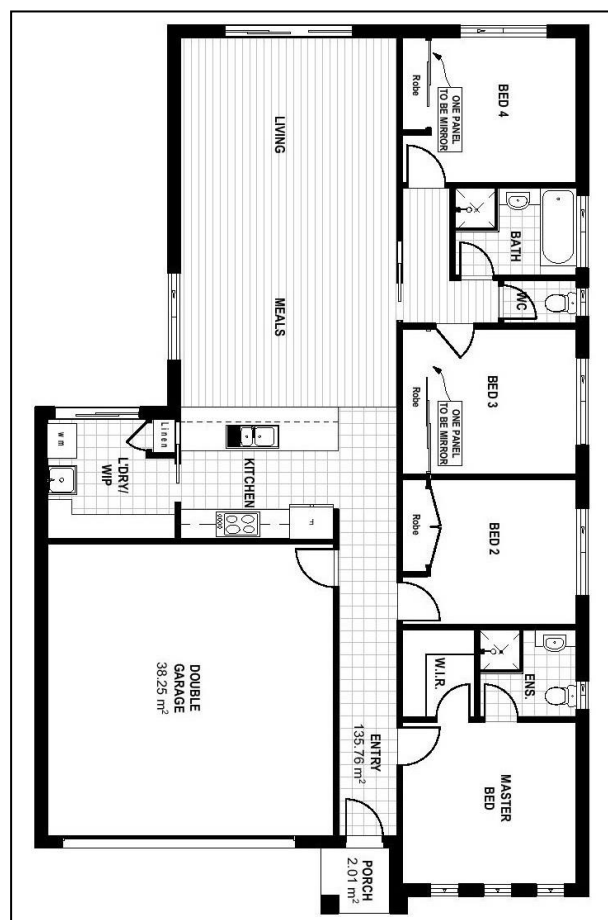 BED 4
ONE PANEL
TO BE MIRROR
Robe
LIVING
BATH
WC
MEALS
BED 3
ONE PANEL
TO BE MIRROR
Robe
Linen
wm
L'DRY/
WIP
KITCHEN
F
BED 2
Robe
ENS.
W.I.R.
DOUBLE
GARAGE
38.25 m²
ENTRY
135.76 m²
MASTER
BED
PORCH
2.01 m²